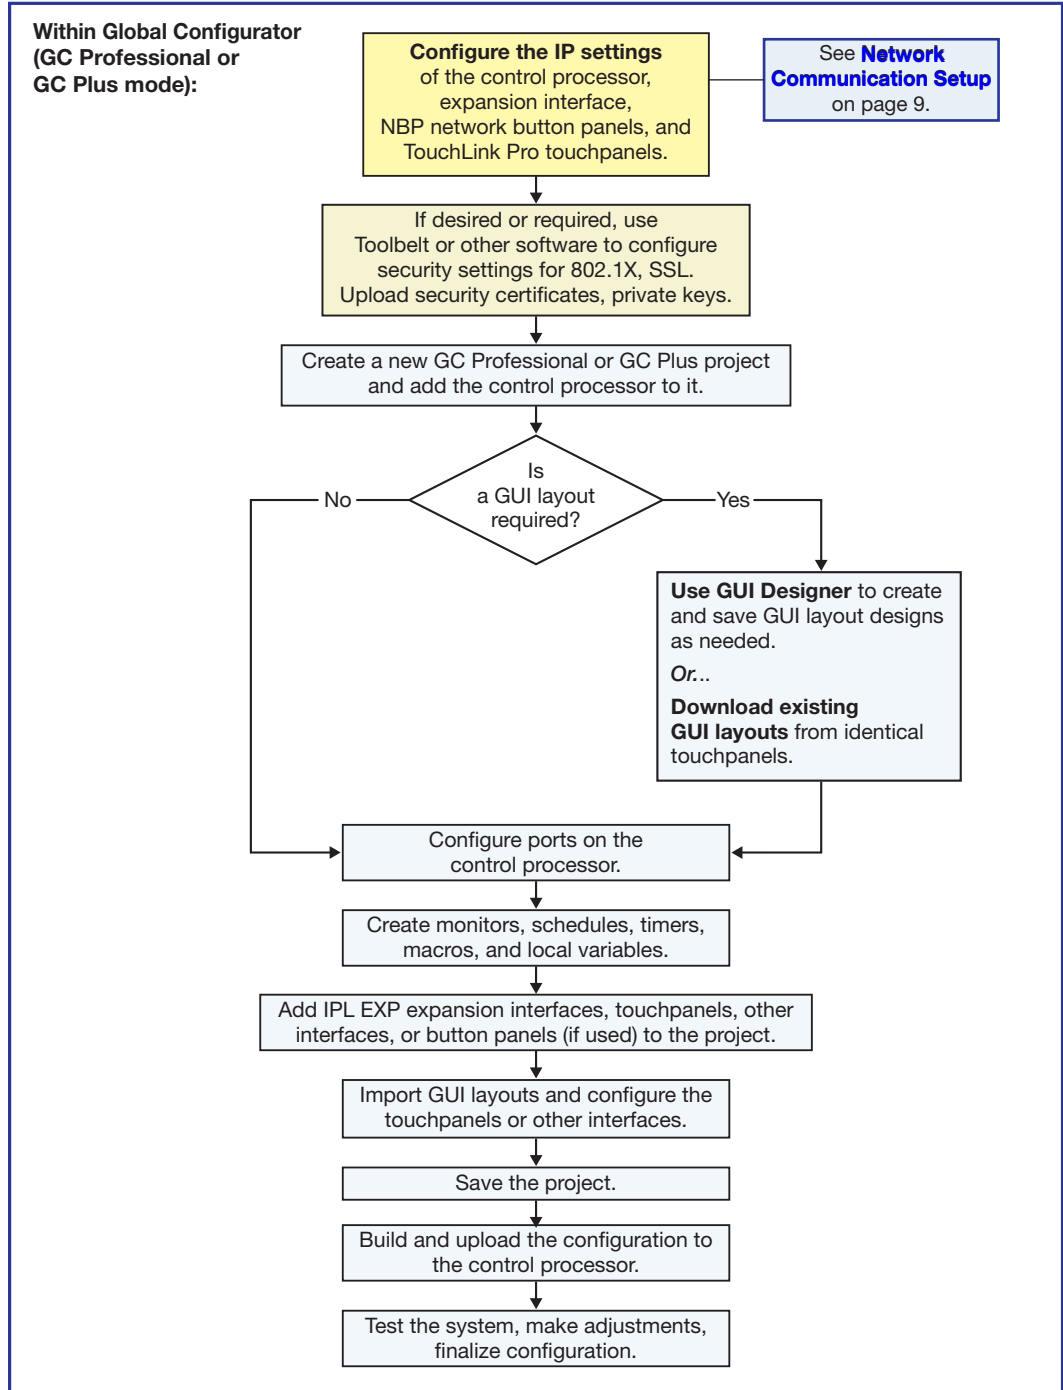 Within Global Configurator
(GC Professional or
GC Plus mode):
Configure the IP settings
of the control processor,
expansion interface,
NBP network button panels, and
TouchLink Pro touchpanels.
See Network
Communication Setup
on page 9.
If desired or required, use
Toolbelt or other software to configure
security settings for 802.1X, SSL.
Upload security certificates, private keys.
Create a new GC Professional or GC Plus project
and add the control processor to it.
Is
a GUI layout
required?
No
Yes
Use GUI Designer to create
and save GUI layout designs
as needed.
Or...
Download existing
GUI layouts from identical
touchpanels.
Configure ports on the
control processor.
Create monitors, schedules, timers,
macros, and local variables.
Add IPL EXP expansion interfaces, touchpanels, other
interfaces, or button panels (if used) to the project.
Import GUI layouts and configure the
touchpanels or other interfaces.
Save the project.
Build and upload the configuration to
the control processor.
Test the system, make adjustments,
finalize configuration.